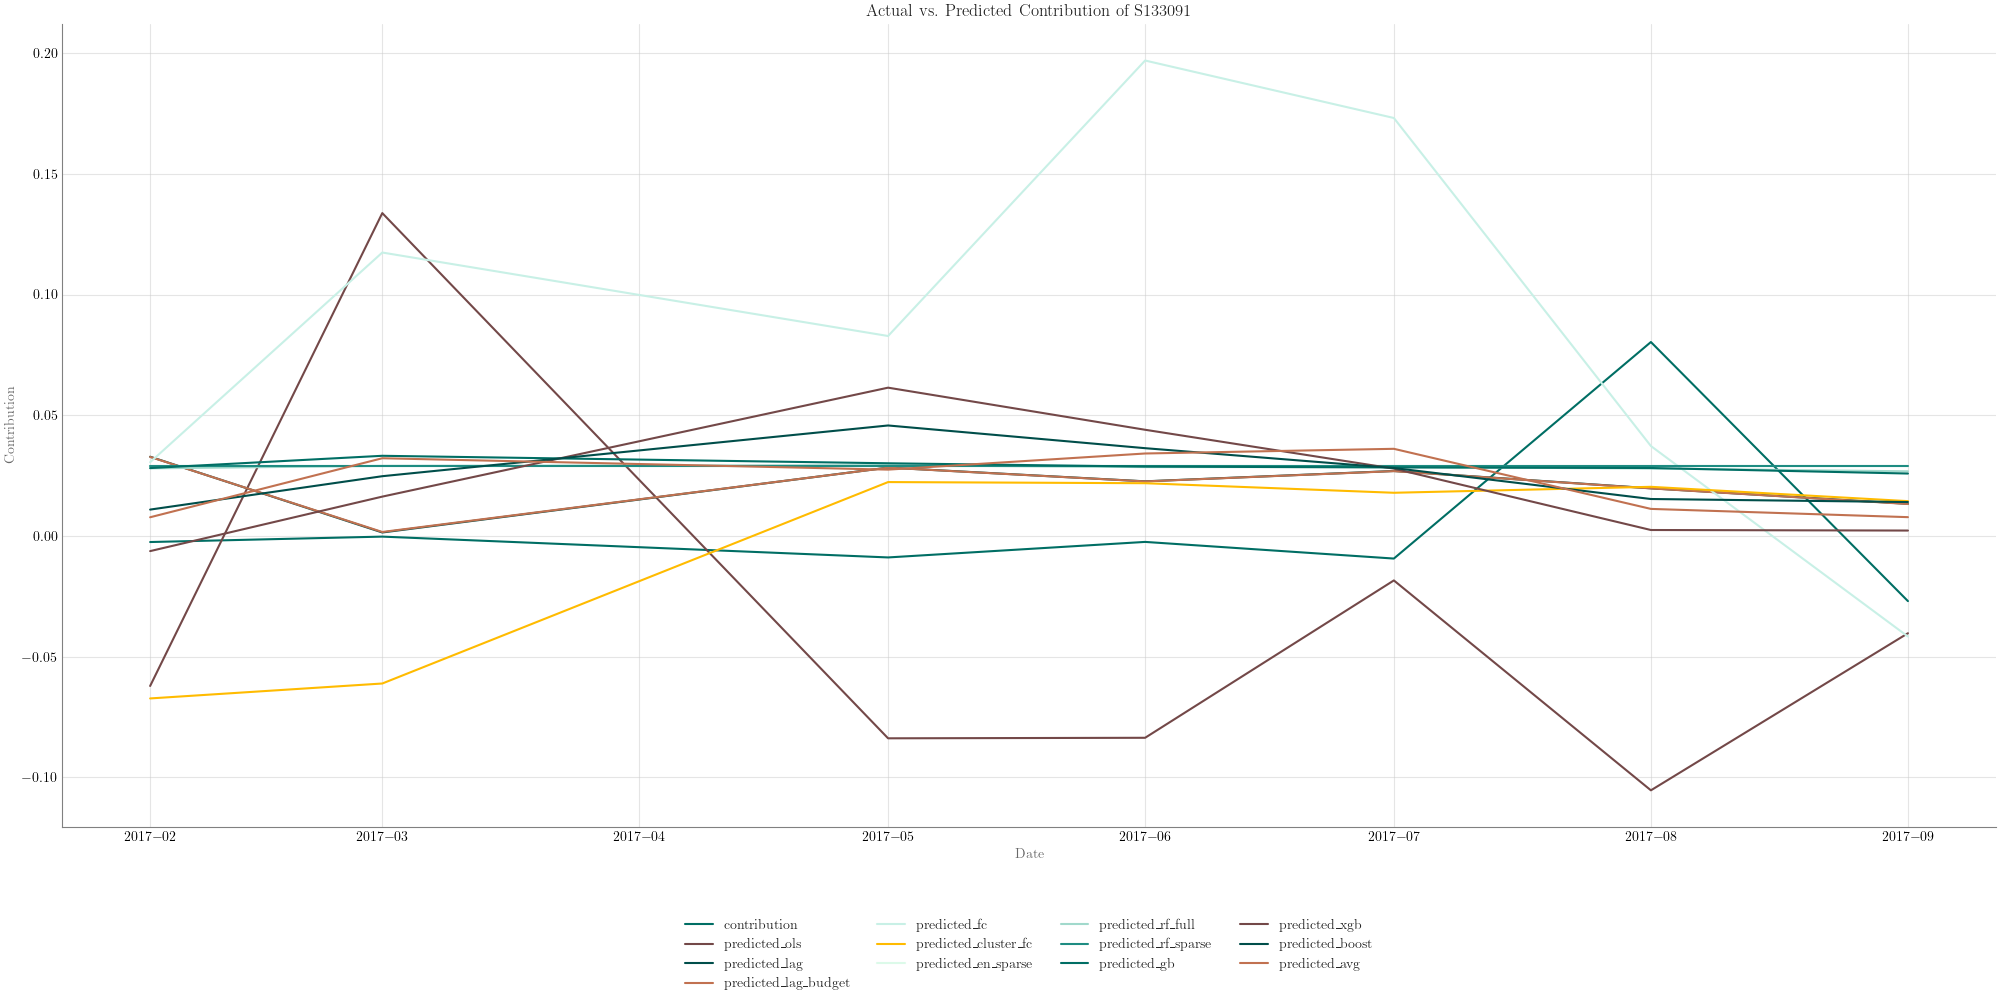 Actual vs. Predicted Contribution of S133091
0.20
0.15
0.10
0.05
0.00
−0.05
−0.10
Contribution
2017−02 2017−03 2017−04 2017−05 2017−06 2017−07 2017−08 2017−09
Date
contribution predicted_fc predicted_rf_full predicted_xgb
predicted_ols predicted_cluster_fc predicted_rf_sparse predicted_boost
predicted_lag predicted_en_sparse predicted_gb predicted_avg
predicted_lag_budget